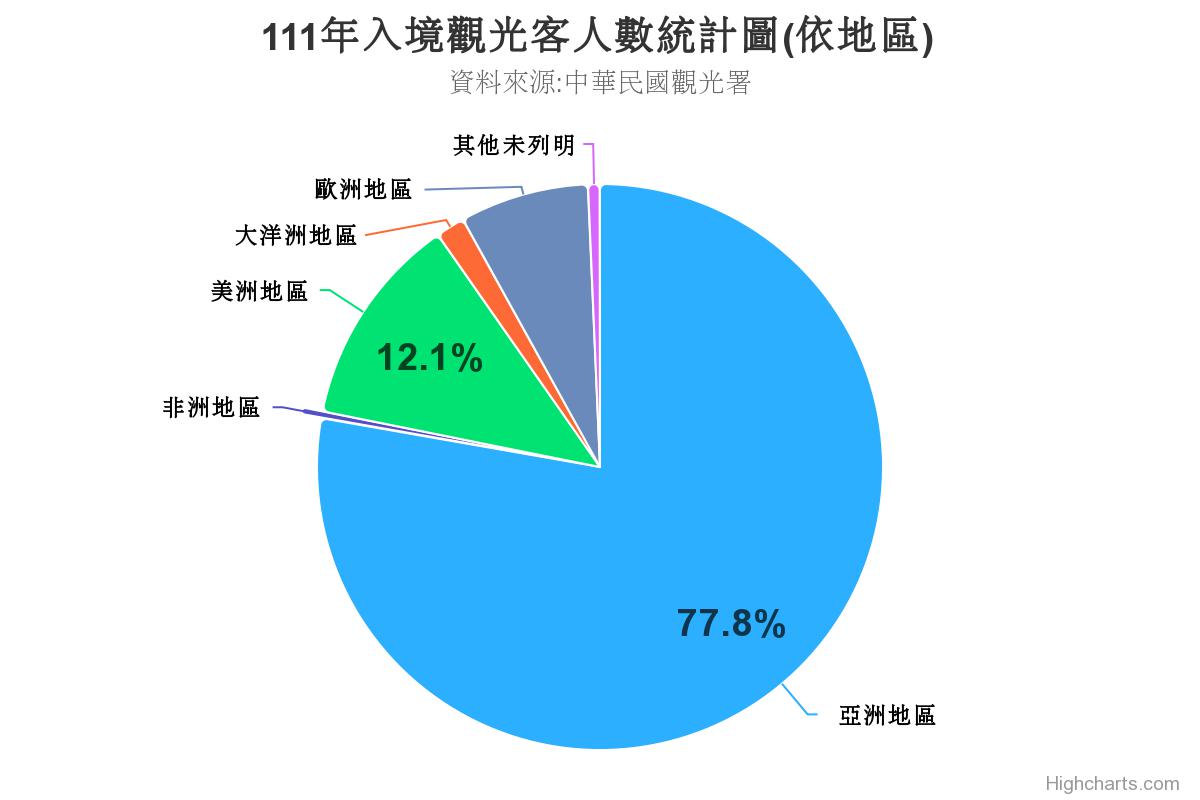 111年入境觀光客人數統計圖(依地區)
資料來源:中華民國觀光署
其他未列明
歐洲地區
大洋洲地區
美洲地區
12.1%
非洲地區
77.8%
亞洲地區
Highcharts.com